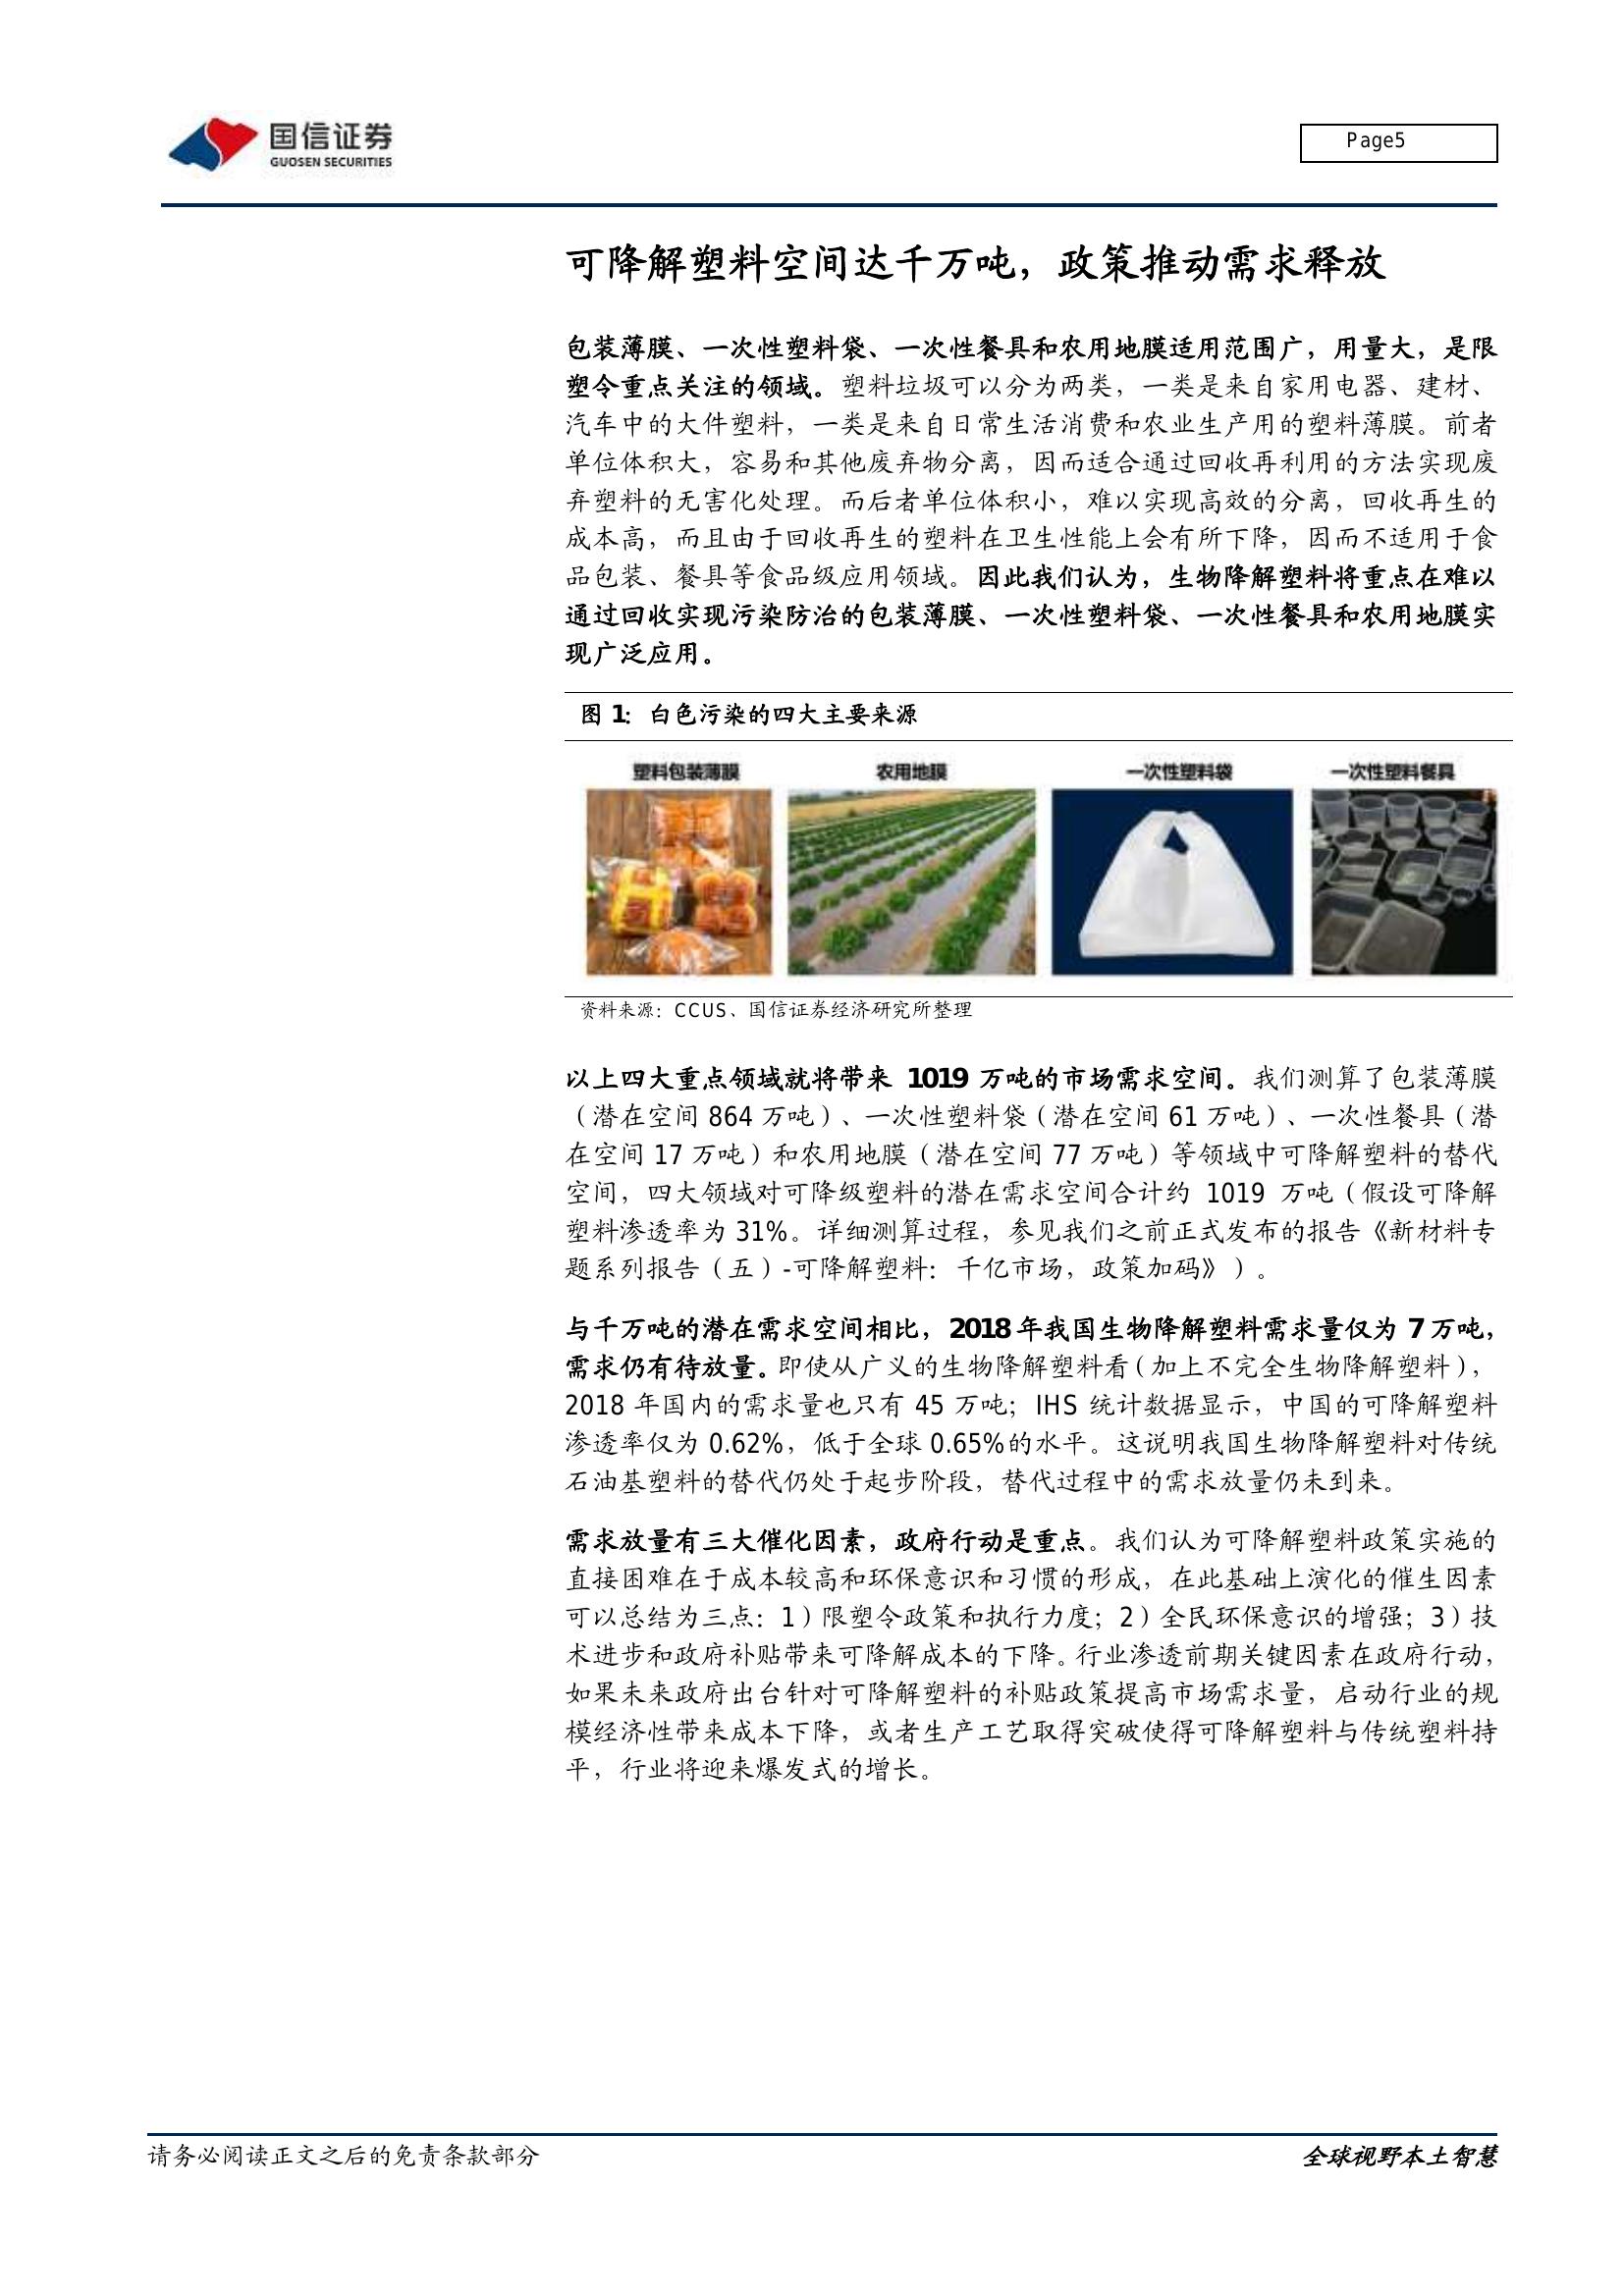 国信证券
GUOSEN SECURITIES
Page5
可降解塑料空间达千万吨，政策推动需求释放
包装薄膜、一次性塑料袋、一次性餐具和农用地膜适用范围广，用量大，是限
塑令重点关注的领域。塑料垃圾可以分为两类，一类是来自家用电器、建材、
汽车中的大件塑料，一类是来自日常生活消费和农业生产用的塑料薄膜。前者
单位体积大，容易和其他废弃物分离，因而适合通过回收再利用的方法实现废
弃塑料的无害化处理。而后者单位体积小，难以实现高效的分离，回收再生的
成本高，而且由于回收再生的塑料在卫生性能上会有所下降，因而不适用于食
品包装、餐具等食品级应用领域。因此我们认为，生物降解塑料将重点在难以
通过回收实现污染防治的包装薄膜、一次性塑料袋、一次性餐具和农用地膜实
现广泛应用。
图 1：白色污染的四大主要来源
塑料包装薄膜 农用地膜 一次性塑料袋 一次性塑料餐具
资料来源：CCUS、国信证券经济研究所整理
以上四大重点领域就将带来 1019 万吨的市场需求空间。我们测算了包装薄膜
（潜在空间 864 万吨）、一次性塑料袋（潜在空间 61 万吨）、一次性餐具（潜
在空间 17 万吨）和农用地膜（潜在空间 77 万吨）等领域中可降解塑料的替代
空间，四大领域对可降级塑料的潜在需求空间合计约 1019 万吨（假设可降解
塑料渗透率为 31%。详细测算过程，参见我们之前正式发布的报告《新材料专
题系列报告（五）-可降解塑料：千亿市场，政策加码》）。
与千万吨的潜在需求空间相比，2018 年我国生物降解塑料需求量仅为 7 万吨，
需求仍有待放量。即使从广义的生物降解塑料看（加上不完全生物降解塑料），
2018 年国内的需求量也只有 45 万吨；IHS 统计数据显示，中国的可降解塑料
渗透率仅为 0.62%，低于全球 0.65%的水平。这说明我国生物降解塑料对传统
石油基塑料的替代仍处于起步阶段，替代过程中的需求放量仍未到来。
需求放量有三大催化因素，政府行动是重点。我们认为可降解塑料政策实施的
直接困难在于成本较高和环保意识和习惯的形成，在此基础上演化的催生因素
可以总结为三点：1）限塑令政策和执行力度；2）全民环保意识的增强；3）技
术进步和政府补贴带来可降解成本的下降。行业渗透前期关键因素在政府行动，
如果未来政府出台针对可降解塑料的补贴政策提高市场需求量，启动行业的规
模经济性带来成本下降，或者生产工艺取得突破使得可降解塑料与传统塑料持
平，行业将迎来爆发式的增长。
请务必阅读正文之后的免责条款部分
全球视野本土智慧